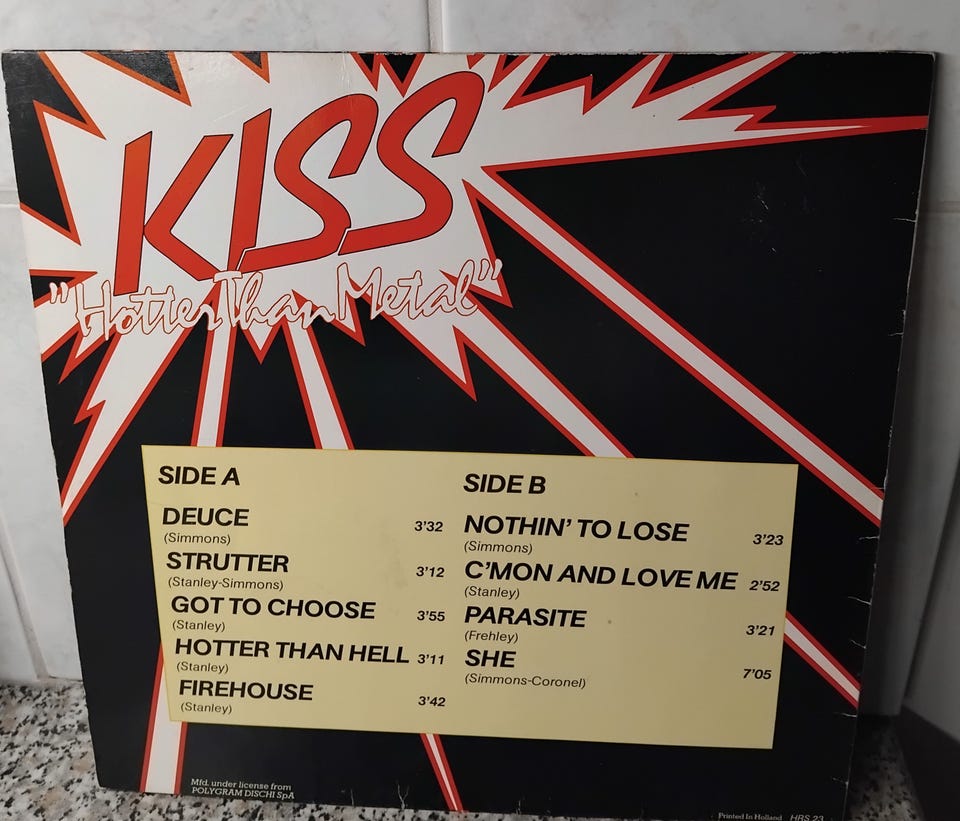 KISS
"Hotter Than Metal"
SIDE A
DEUCE 3'32
(Simmons)
STRUTTER 3'12
(Stanley-Simmons)
GOT TO CHOOSE 3'55
(Stanley)
HOTTER THAN HELL 3'11
(Stanley)
FIREHOUSE 3'42
(Stanley)
SIDE B
NOTHIN' TO LOSE 3'23
(Simmons)
C'MON AND LOVE ME 2'52
(Stanley)
PARASITE 3'21
(Frehley)
SHE 7'05
(Simmons-Coronel)
Mfd. under license from
POLYGRAM DISCHI SpA
Printed In Holland HRS 23